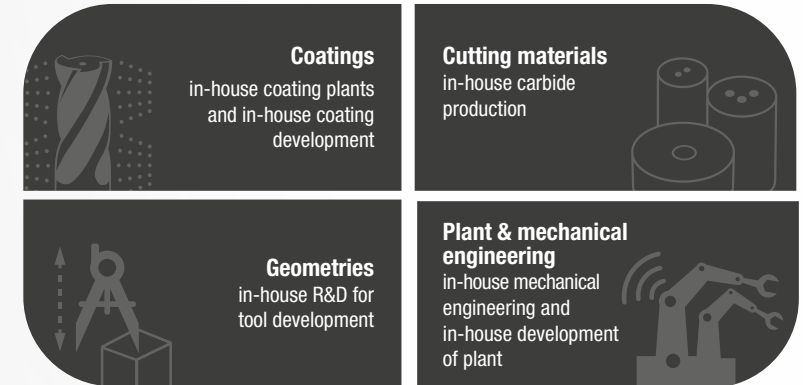 Coatings
in-house coating plants
and in-house coating
development
Cutting materials
in-house carbide
production
Geometries
in-house R&D for
tool development
Plant & mechanical
engineering
in-house mechanical
engineering and
in-house development
of plant